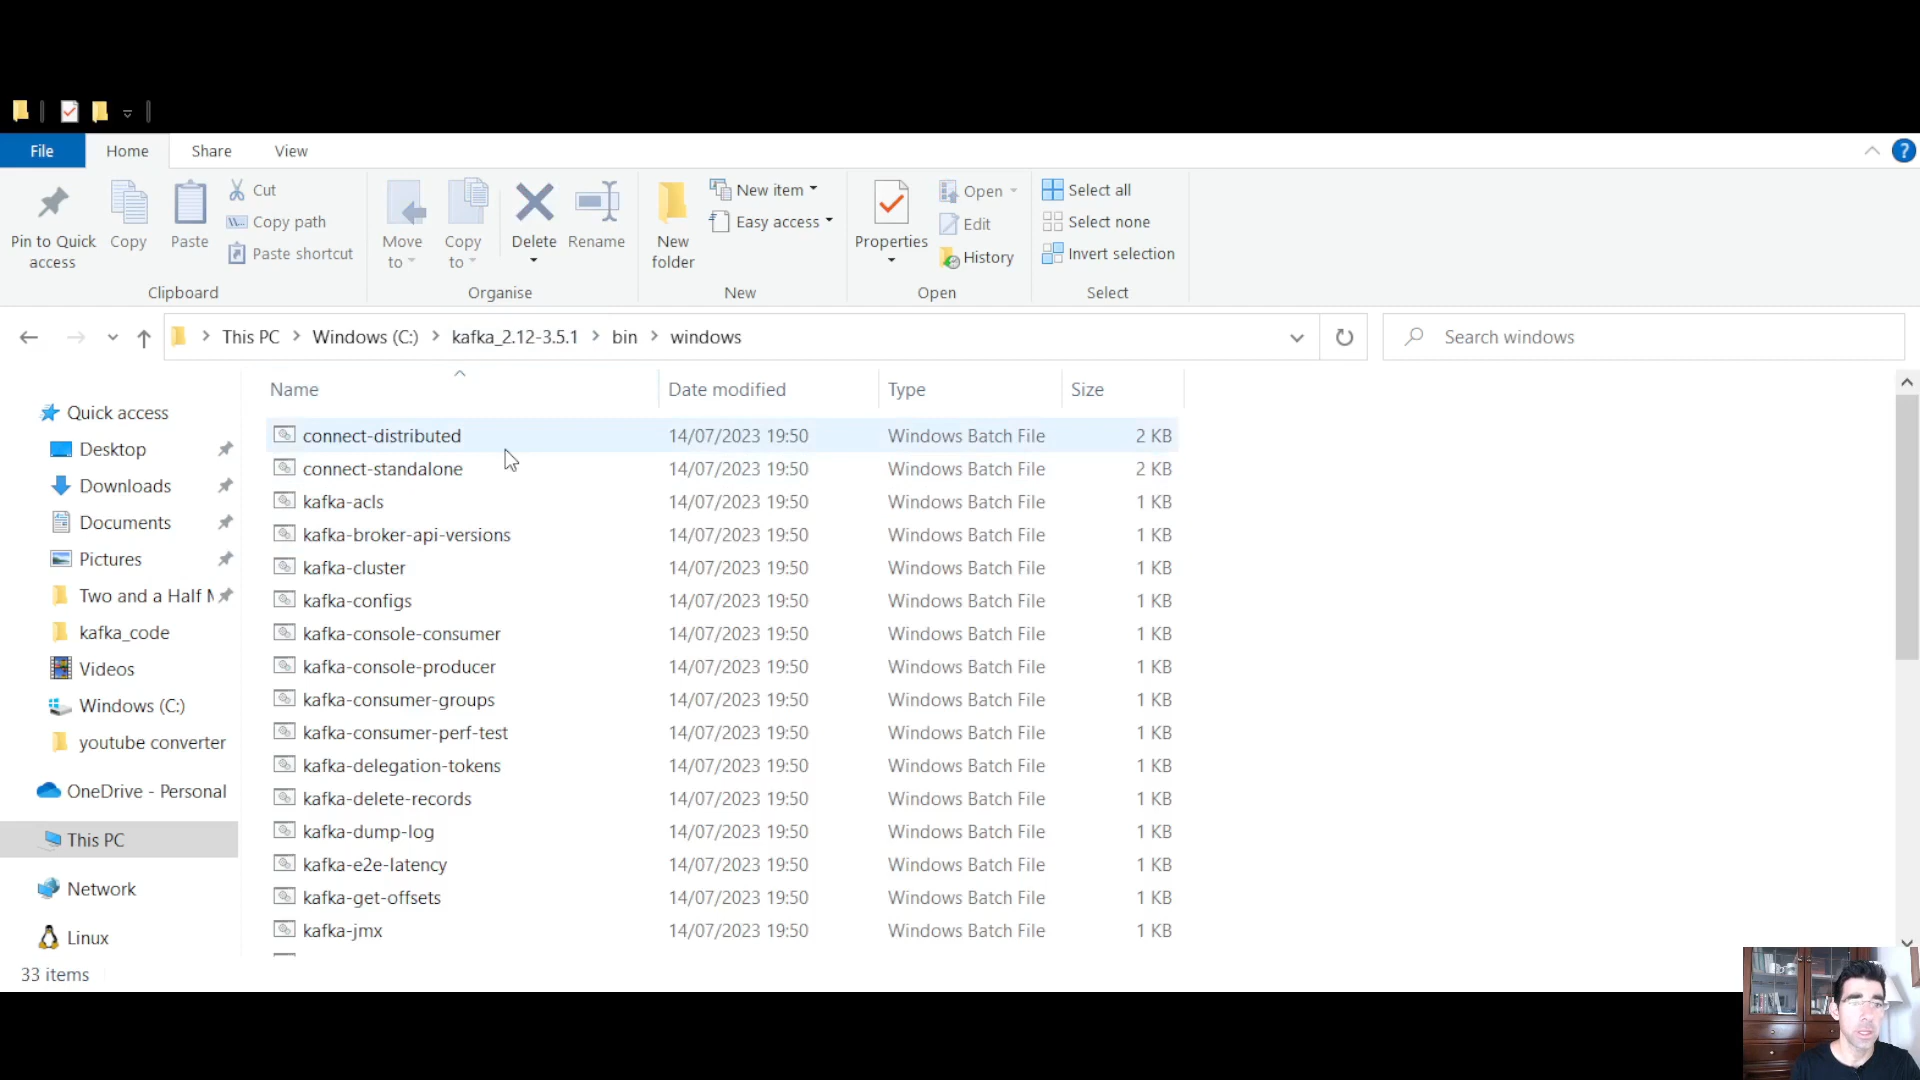 File Home Share View
Pin to Quick access
Copy
Paste
Cut
Copy path
Paste shortcut
Clipboard
Move to
Copy to
Delete
Rename
Organise
New folder
New item
Easy access
New
Properties
Open
Edit
History
Open
Select all
Select none
Invert selection
Select
This PC Windows (C:) kafka_2.12-3.5.1 bin windows
Search windows
Quick access
Desktop
Downloads
Documents
Pictures
Two and a Half
kafka_code
Videos
Windows (C:)
youtube converter
OneDrive - Personal
This PC
Network
Linux
Name Date modified Type Size
connect-distributed 14/07/2023 19:50 Windows Batch File 2 KB
connect-standalone 14/07/2023 19:50 Windows Batch File 2 KB
kafka-acls 14/07/2023 19:50 Windows Batch File 1 KB
kafka-broker-api-versions 14/07/2023 19:50 Windows Batch File 1 KB
kafka-cluster 14/07/2023 19:50 Windows Batch File 1 KB
kafka-configs 14/07/2023 19:50 Windows Batch File 1 KB
kafka-console-consumer 14/07/2023 19:50 Windows Batch File 1 KB
kafka-console-producer 14/07/2023 19:50 Windows Batch File 1 KB
kafka-consumer-groups 14/07/2023 19:50 Windows Batch File 1 KB
kafka-consumer-perf-test 14/07/2023 19:50 Windows Batch File 1 KB
kafka-delegation-tokens 14/07/2023 19:50 Windows Batch File 1 KB
kafka-delete-records 14/07/2023 19:50 Windows Batch File 1 KB
kafka-dump-log 14/07/2023 19:50 Windows Batch File 1 KB
kafka-e2e-latency 14/07/2023 19:50 Windows Batch File 1 KB
kafka-get-offsets 14/07/2023 19:50 Windows Batch File 1 KB
kafka-jmx 14/07/2023 19:50 Windows Batch File 1 KB
33 items